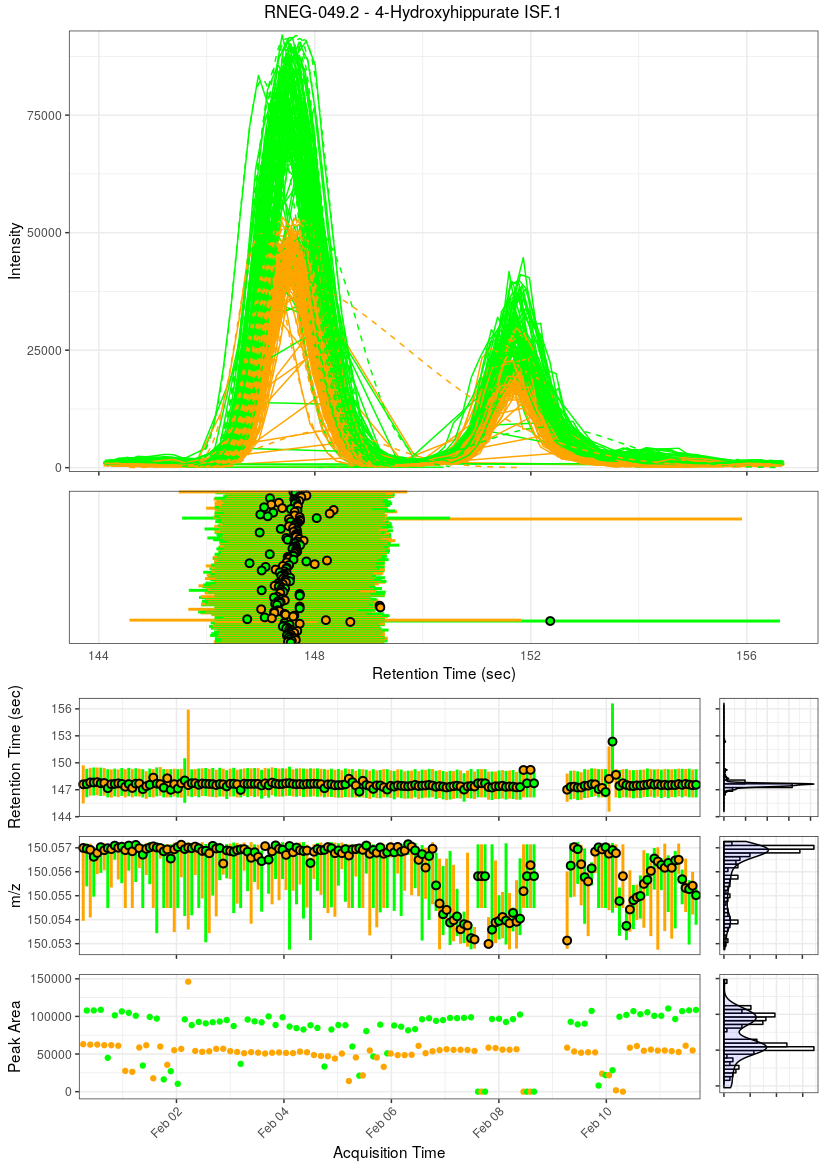 RNEG-049.2 - 4-Hydroxyhippurate ISF.1
Intensity
75000
50000
25000
0
144
148
152
156
Retention Time (sec)
Retention Time (sec)
156
153
150
147
144
m/z
150.057
150.056
150.055
150.054
150.053
Peak Area
150000
100000
50000
0
Feb 02
Feb 04
Feb 06
Feb 08
Feb 10
Acquisition Time